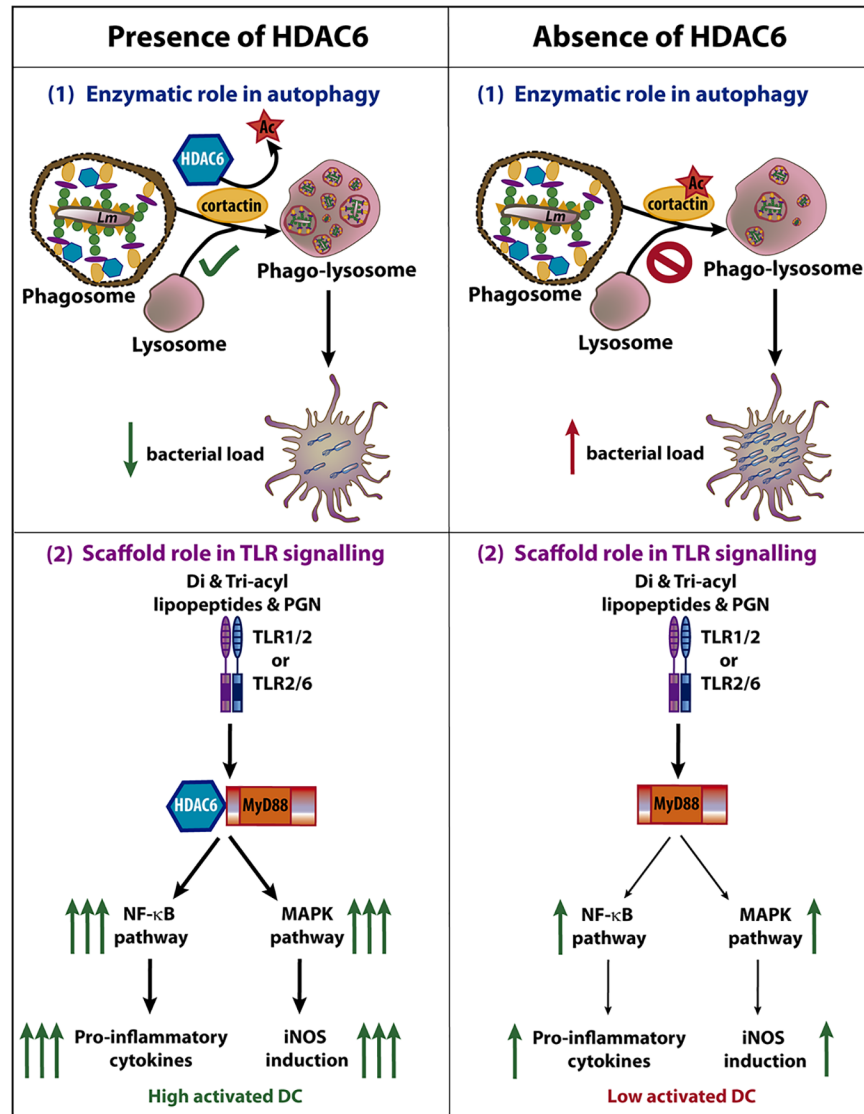 Presence of HDAC6
(1) Enzymatic role in autophagy
Ac
HDAC6
cortactin
Lm
Phagosome
Lysosome
Phago-lysosome
bacterial load
(2) Scaffold role in TLR signalling
Di & Tri-acyl
lipopeptides & PGN
TLR1/2
or
TLR2/6
HDAC6
MyD88
NF-κB
pathway
MAPK
pathway
Pro-inflammatory
cytokines
iNOS
induction
High activated DC
Absence of HDAC6
(1) Enzymatic role in autophagy
Ac
cortactin
Lm
Phagosome
Lysosome
Phago-lysosome
bacterial load
(2) Scaffold role in TLR signalling
Di & Tri-acyl
lipopeptides & PGN
TLR1/2
or
TLR2/6
MyD88
NF-κB
pathway
MAPK
pathway
Pro-inflammatory
cytokines
iNOS
induction
Low activated DC